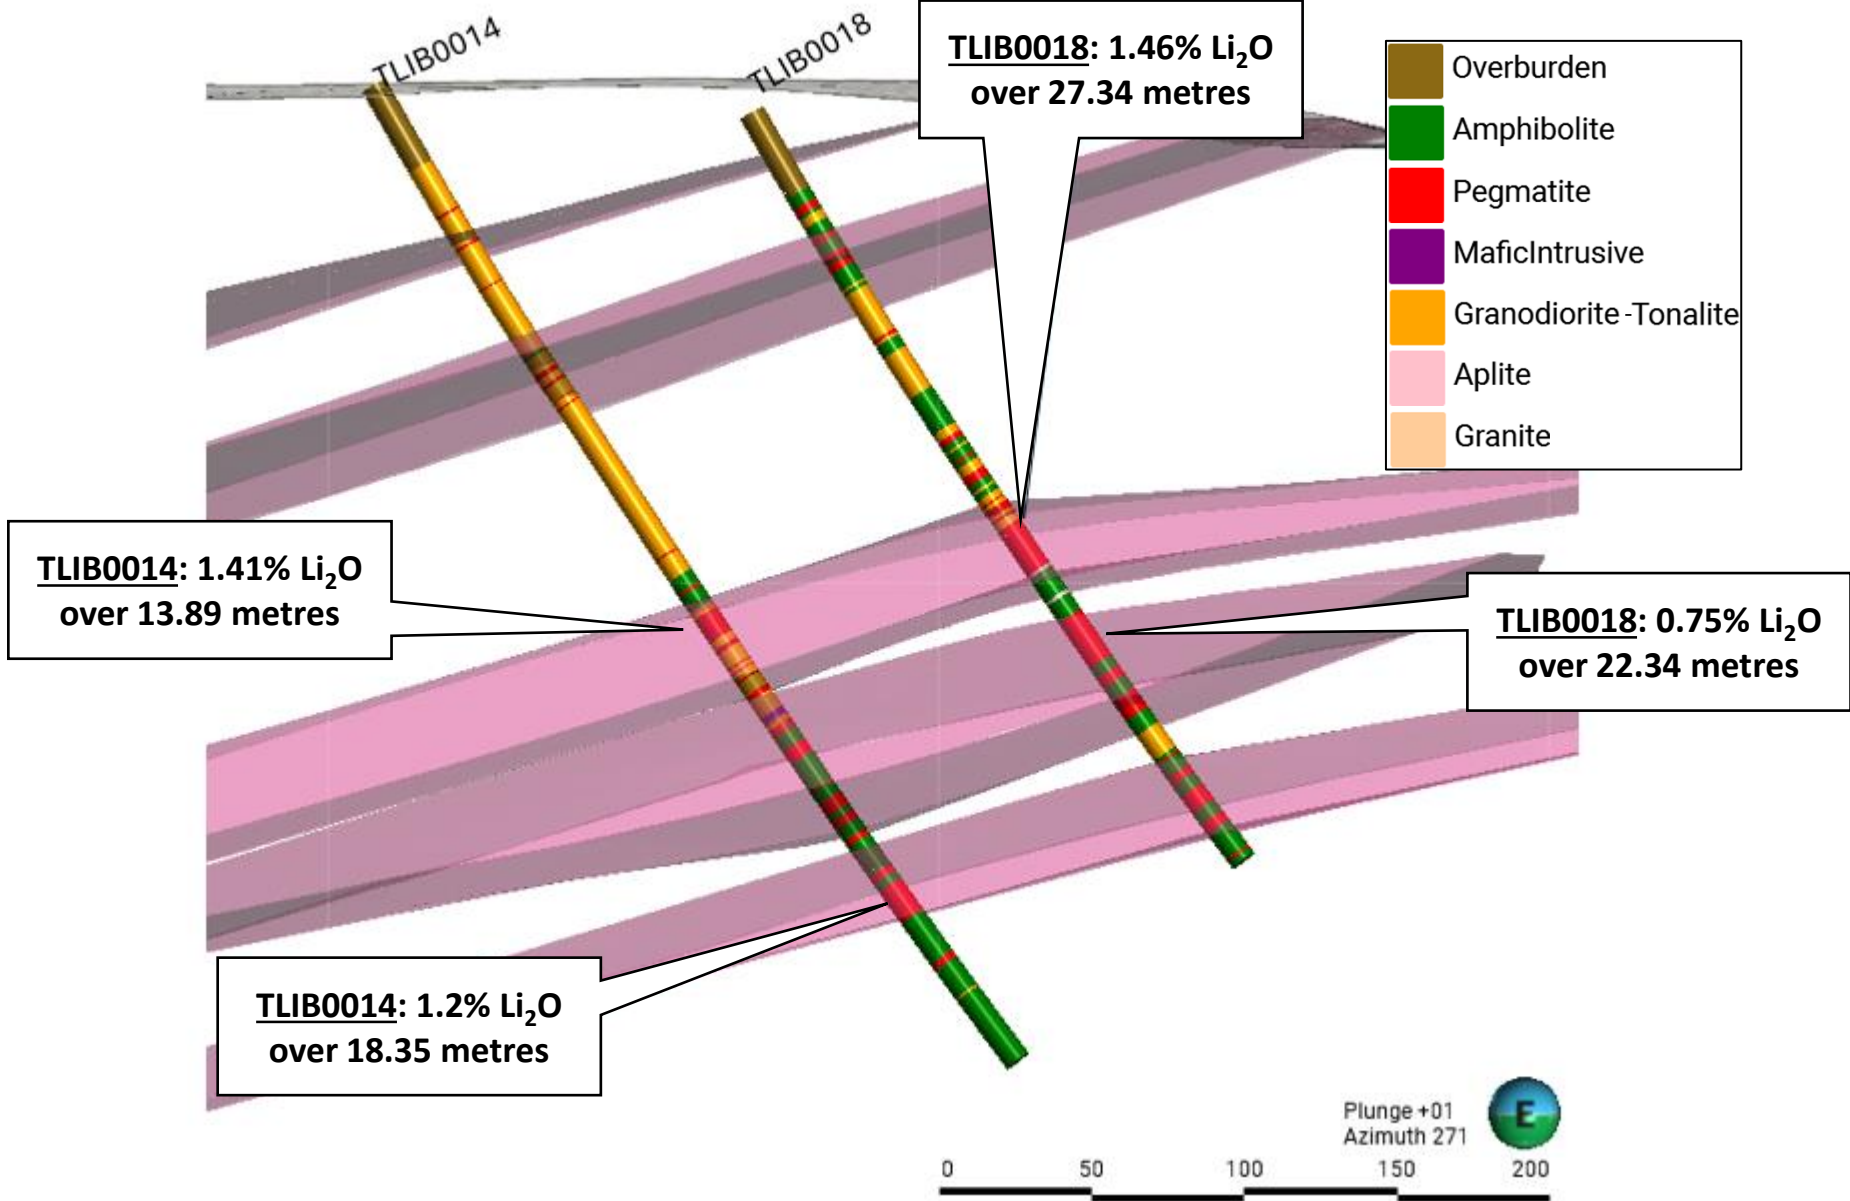 TLIB0014
TLIB0018
TLIB0018: 1.46% Li₂O
over 27.34 metres
Overburden
Amphibolite
Pegmatite
MaficIntrusive
Granodiorite-Tonalite
Aplite
Granite
TLIB0014: 1.41% Li₂O
over 13.89 metres
TLIB0018: 0.75% Li₂O
over 22.34 metres
TLIB0014: 1.2% Li₂O
over 18.35 metres
Plunge +01
Azimuth 271
E
0 50 100 150 200